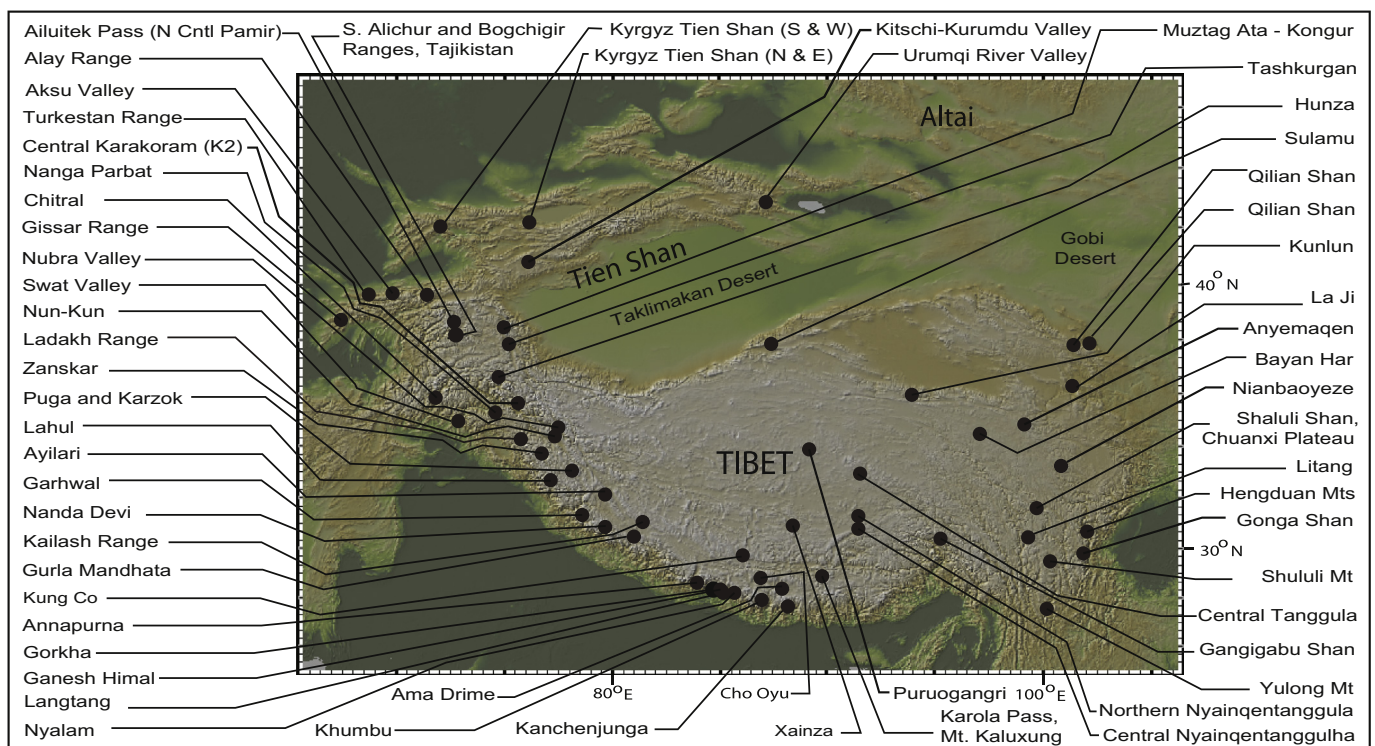 Ailuitek Pass (N Cntl Pamir)
Alay Range
Aksu Valley
Turkestan Range
Central Karakoram (K2)
Nanga Parbat
Chitral
Gissar Range
Nubra Valley
Swat Valley
Nun-Kun
Ladakh Range
Zanskar
Puga and Karzok
Lahul
Ayilari
Garhwal
Nanda Devi
Kailash Range
Gurla Mandhata
Kung Co
Annapurna
Gorkha
Ganesh Himal
Langtang
Nyalam
S. Alichur and Bogchigir
Ranges, Tajikistan
Kyrgyz Tien Shan (S & W)
Kyrgyz Tien Shan (N & E)
Kitschi-Kurumdu Valley
Urumqi River Valley
Muztag Ata - Kongur
Tashkurgan
Hunza
Sulamu
Qilian Shan
Qilian Shan
Kunlun
40°N
La Ji
Anyemaqen
Bayan Har
Nianbaoyeze
Shaluli Shan,
Chuanxi Plateau
Litang
Hengduan Mts
Gonga Shan
30°N
Shululi Mt
Central Tanggula
Gangigabu Shan
Yulong Mt
Northern Nyainqentanggula
Central Nyainqentanggulha
Altai
Tien Shan
Taklimakan Desert
Gobi
Desert
TIBET
80°E
100°E
Ama Drime
Khumbu
Kanchenjunga
Cho Oyu
Xainza
Puruogangri
Karola Pass,
Mt. Kaluxung